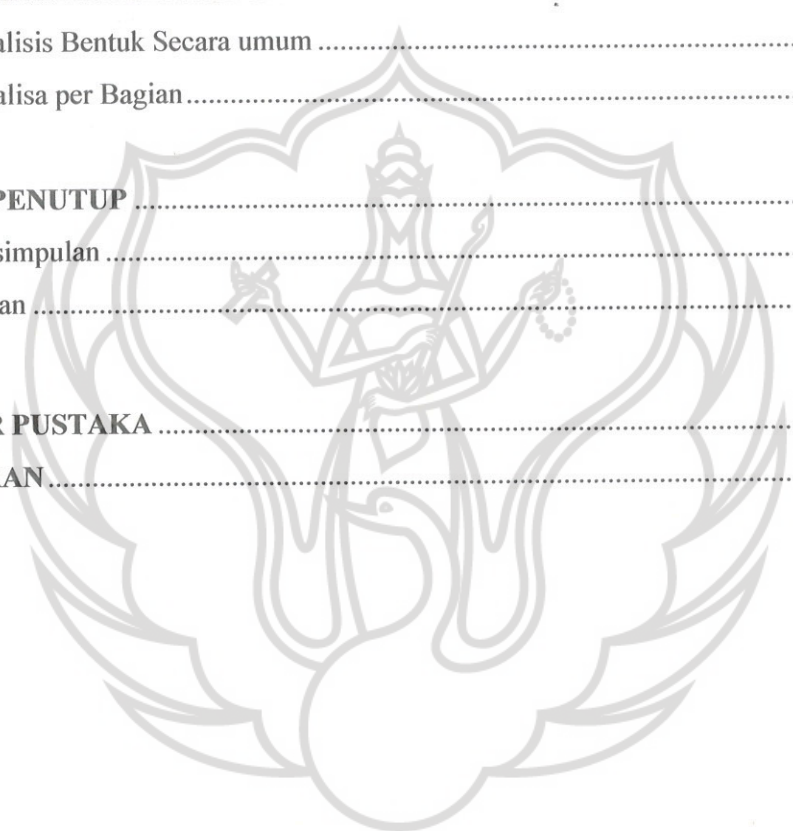 alisis Bentuk Secara umum ..........................................................................
alisa per Bagian ..........................................................................
PENUTUP ..........................................................................
simpulan ..........................................................................
an ..........................................................................
R PUSTAKA ..........................................................................
AN ..........................................................................